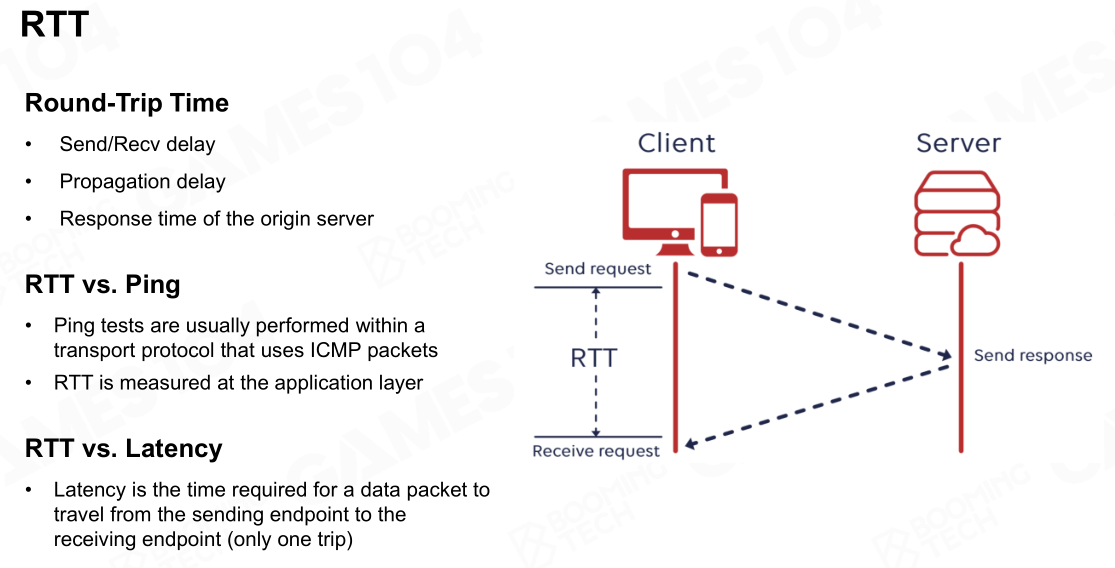 RTT
Round-Trip Time
• Send/Recv delay
• Propagation delay
• Response time of the origin server
RTT vs. Ping
• Ping tests are usually performed within a
transport protocol that uses ICMP packets
• RTT is measured at the application layer
RTT vs. Latency
• Latency is the time required for a data packet to
travel from the sending endpoint to the
receiving endpoint (only one trip)
Client
Server
Send request
RTT
Send response
Receive request
GAMES 104
BOOMING
TECH